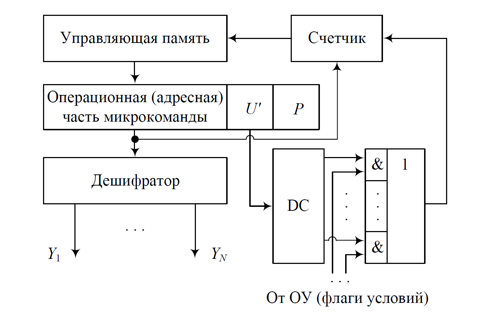 Управляющая память
Счетчик
Операционная (адресная)
часть микрокоманды
U'
P
Дешифратор
DC
&
1
. . .
&
Y1
. . .
YN
. . .
От ОУ (флаги условий)